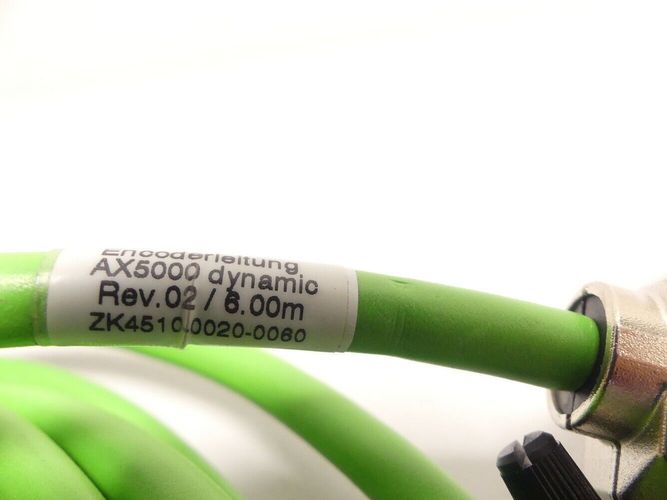 Encoderleitung
AX5000 dynamic
Rev.02 / 6.00m
ZK4510-0020-0060